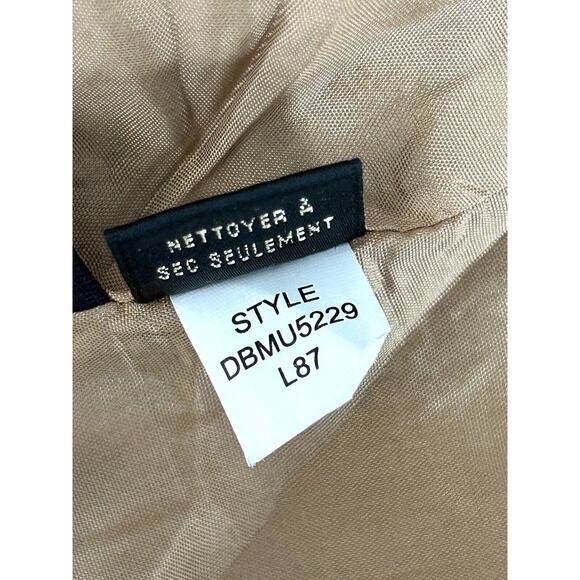 NETTOYER À
SEC SEULEMENT
STYLE
DBMU5229
L87